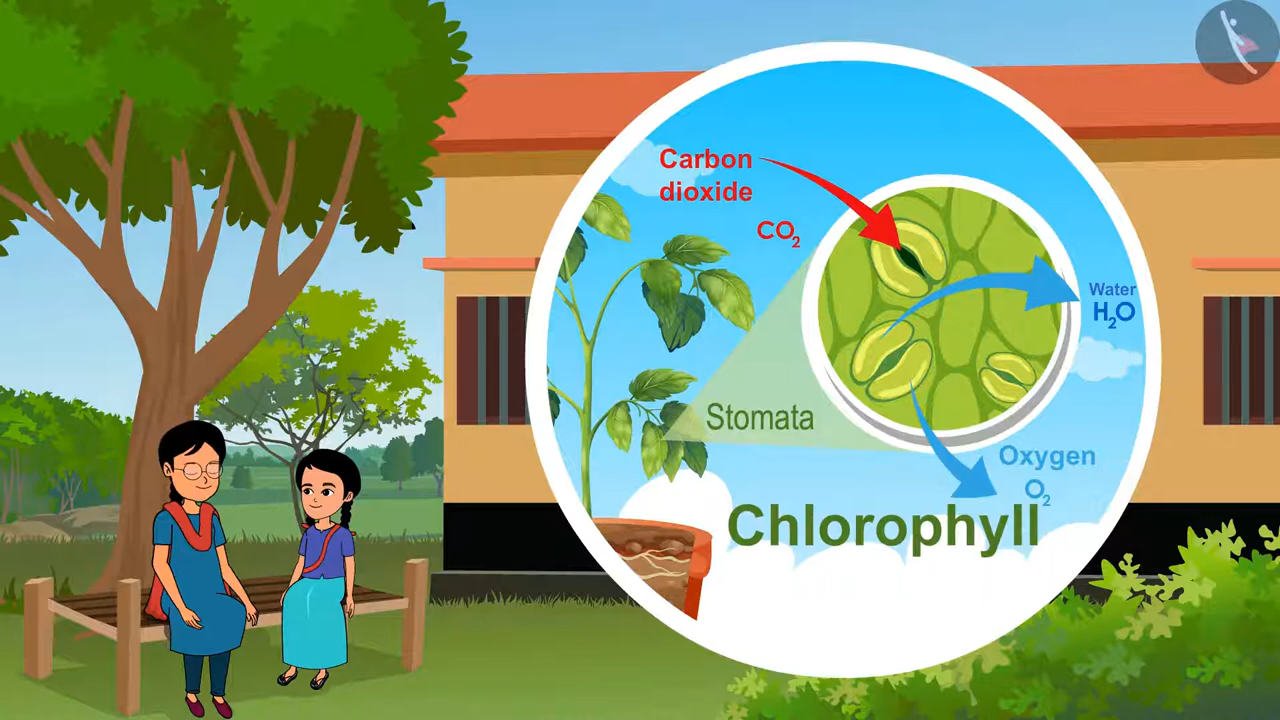 Carbon
dioxide
CO₂
Water
H₂O
Stomata
Oxygen
O₂
Chlorophyll